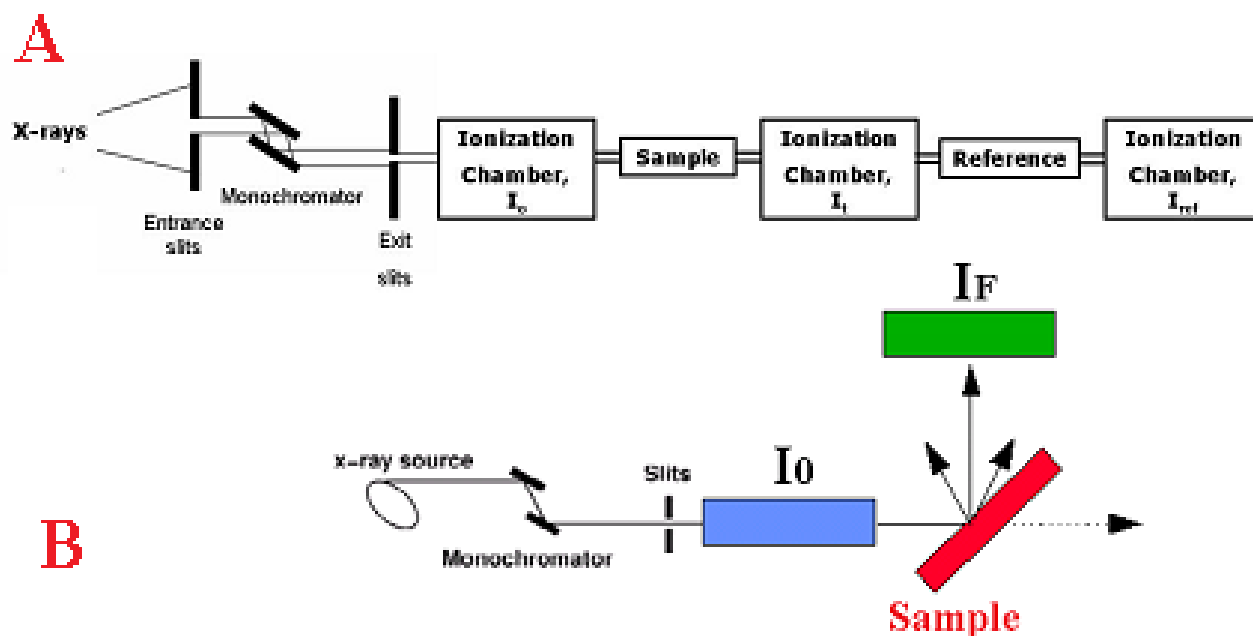 A
X-rays
Entrance
slits
Monochromator
Exit
slits
Ionization
Chamber,
I₀
Sample
Ionization
Chamber,
Iₜ
Reference
Ionization
Chamber,
I_ref
IF
x-ray source
Monochromator
Slits
I0
Sample
B